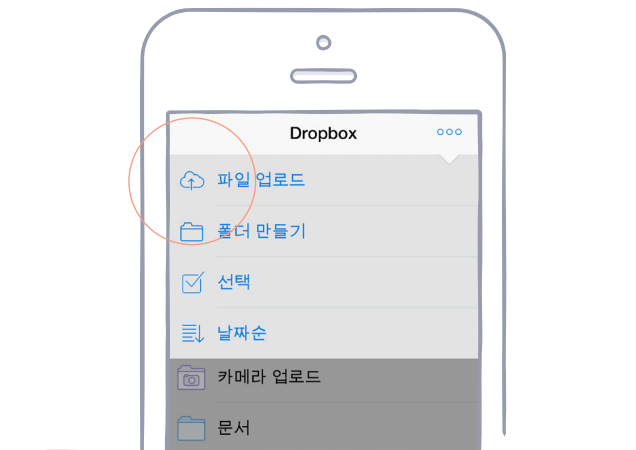 Dropbox
파일 업로드
폴더 만들기
선택
날짜순
카메라 업로드
문서